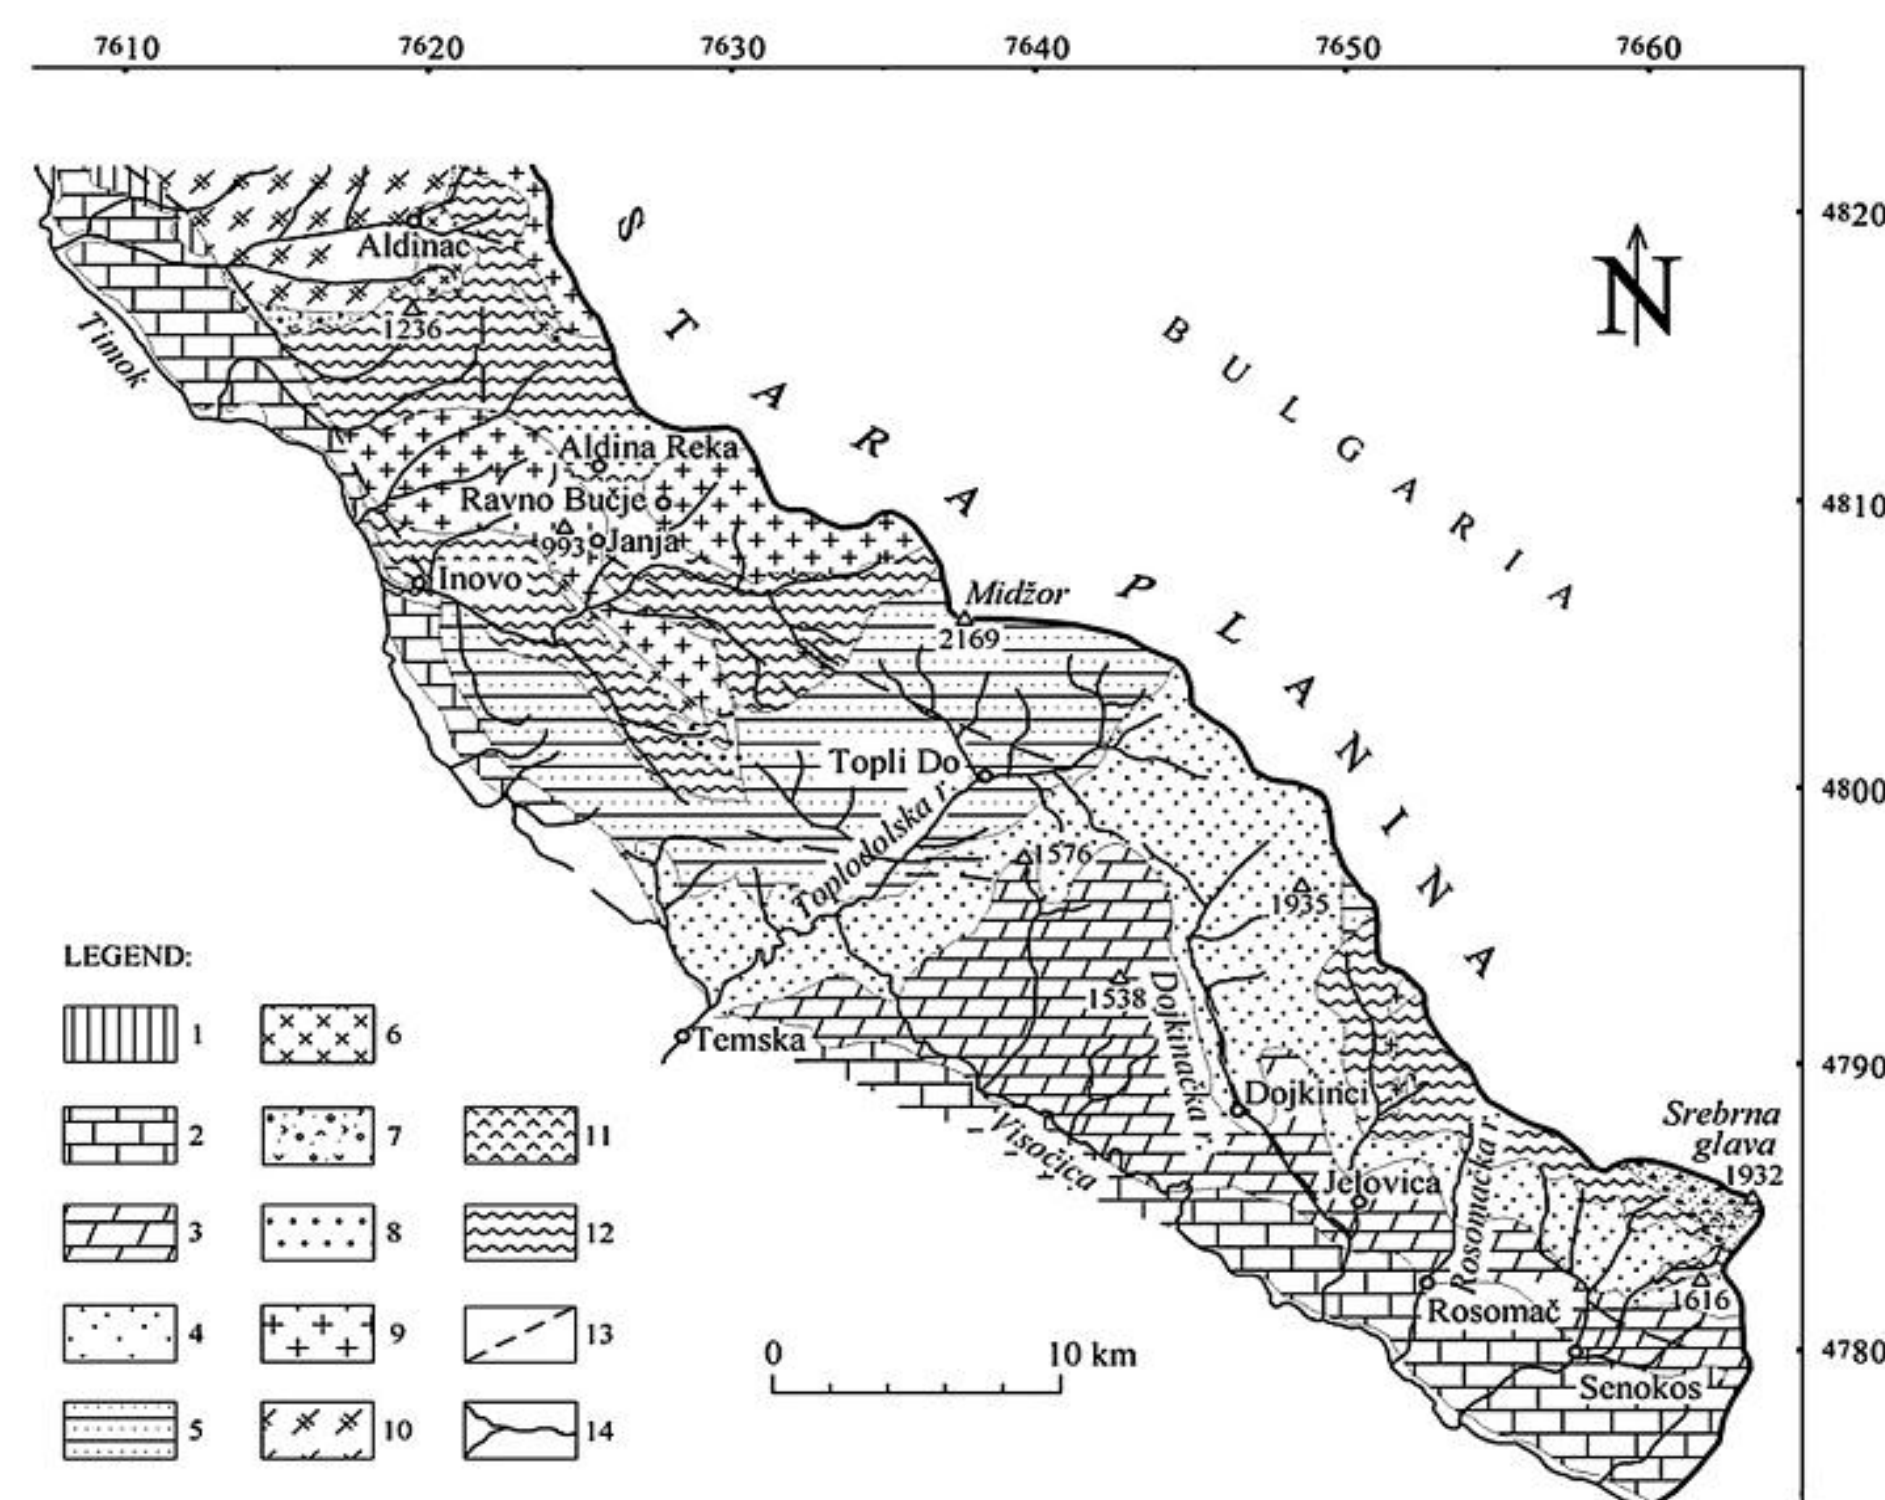 7610 7620 7630 7640 7650 7660
4820
4810
4800
4790
4780
STARA PLANINA
BULGARIA
N
Aldinac
1236
Timok
Aldina Reka
Ravno Bučje
993
Janja
Inovo
Midžor
2169
Topli Do
Toplodolska r.
1576
1935
1538
Dojkinačka r.
Temska
Dojkinci
Visočica
Srebrna
glava
1932
Jelovica
Rosomačka r.
1616
Rosomač
Senokos
LEGEND:
1 6
2 7 11
3 8 12
4 9 13
5 10 14
0 10 km